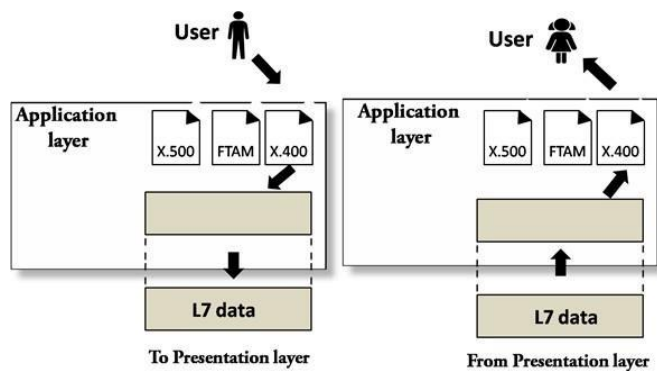 User
Application
layer
X.500
FTAM
X.400
L7 data
To Presentation layer
User
Application
layer
X.500
FTAM
X.400
L7 data
From Presentation layer